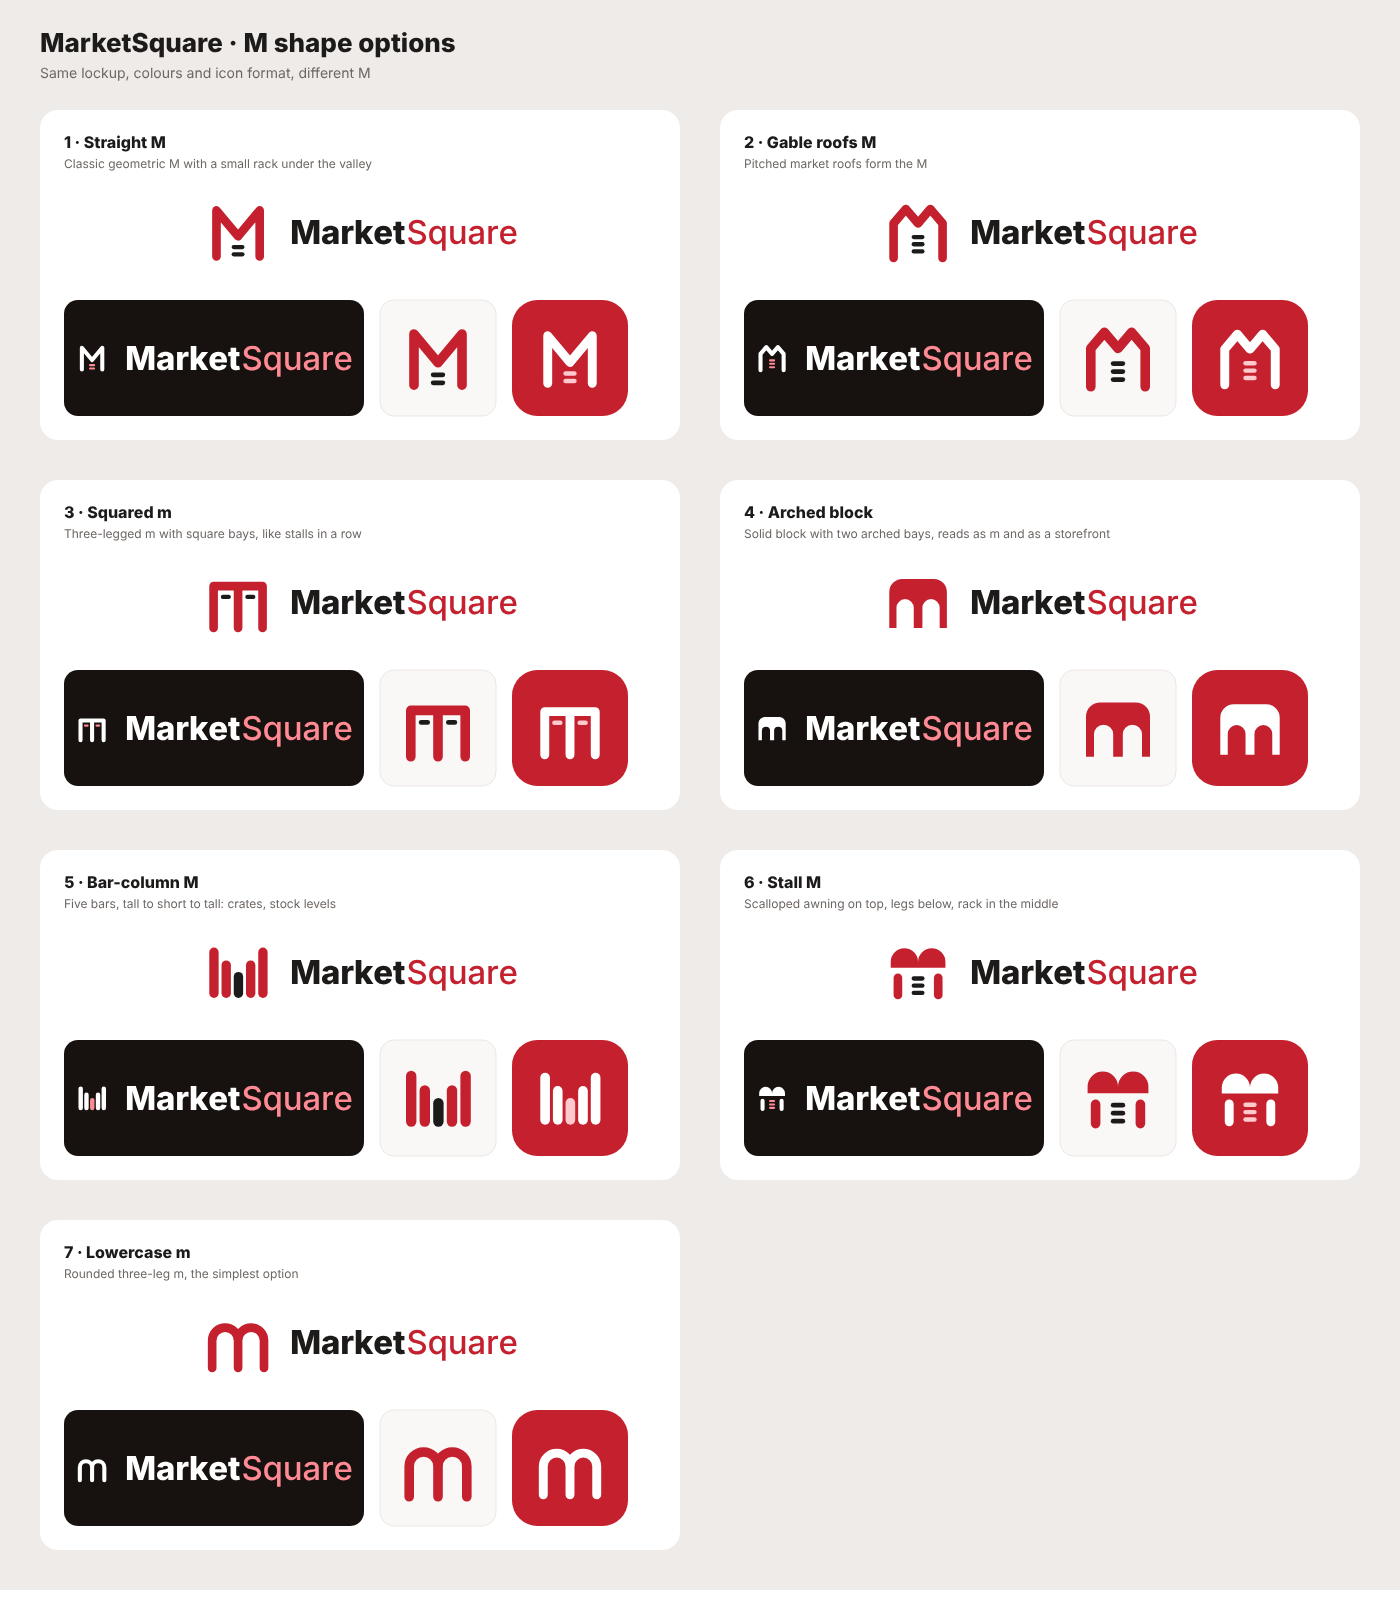 MarketSquare · M shape options
Same lockup, colours and icon format, different M
1 · Straight M
Classic geometric M with a small rack under the valley
MarketSquare
MarketSquare
2 · Gable roofs M
Pitched market roofs form the M
MarketSquare
MarketSquare
3 · Squared m
Three-legged m with square bays, like stalls in a row
MarketSquare
MarketSquare
4 · Arched block
Solid block with two arched bays, reads as m and as a storefront
MarketSquare
MarketSquare
5 · Bar-column M
Five bars, tall to short to tall: crates, stock levels
MarketSquare
MarketSquare
6 · Stall M
Scalloped awning on top, legs below, rack in the middle
MarketSquare
MarketSquare
7 · Lowercase m
Rounded three-leg m, the simplest option
MarketSquare
MarketSquare